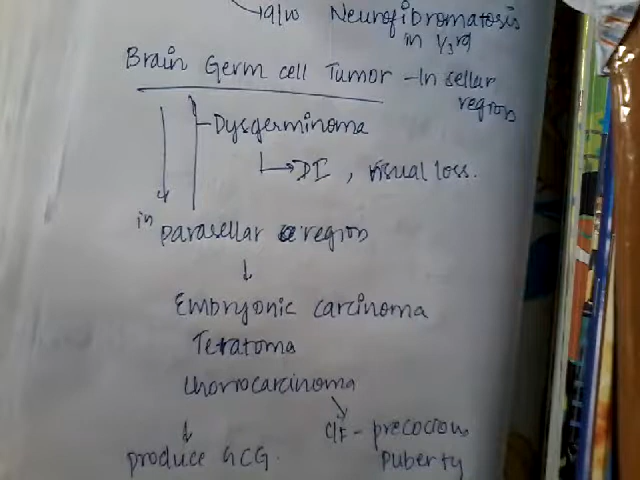 a/w Neurofibromatosis
in 1/3rd
Brain Germ cell Tumor - In sellar
region
Dysgerminoma
DI, visual loss.
in parasellar region
Embryonic carcinoma
Teratoma
Choriocarcinoma
produce hCG.
C/F - precocious
puberty